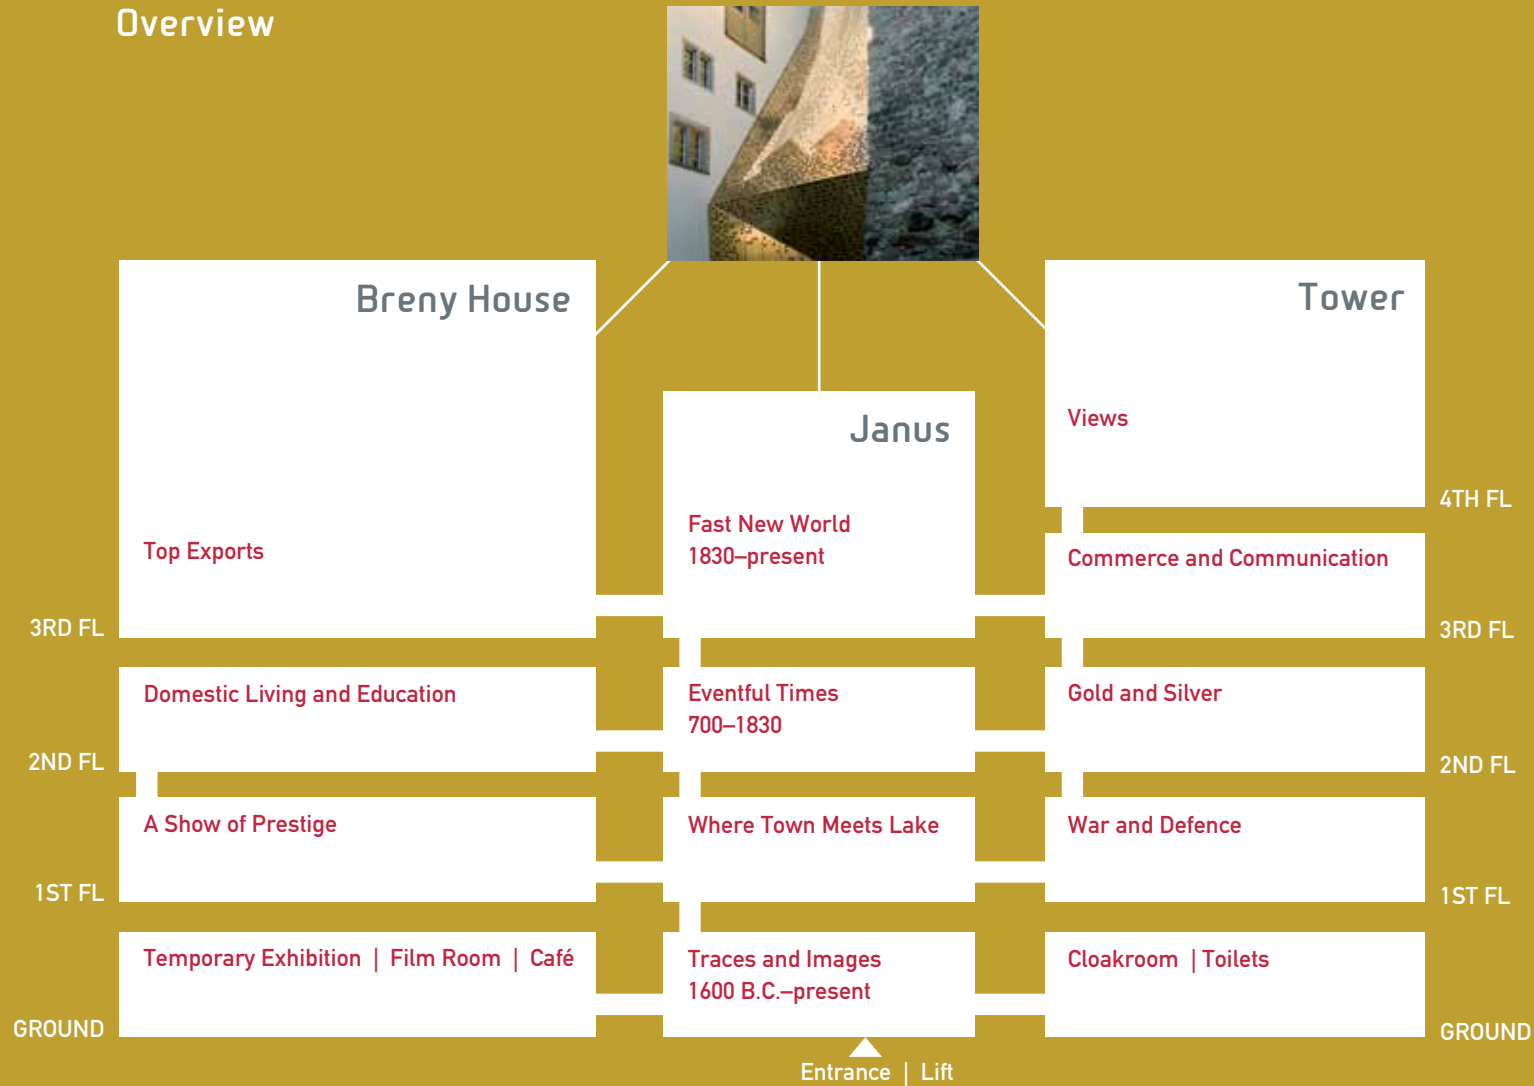 Overview
Breny House
Top Exports
3RD FL
Domestic Living and Education
2ND FL
A Show of Prestige
1ST FL
Temporary Exhibition | Film Room | Café
GROUND
Janus
Fast New World
1830–present
Eventful Times
700–1830
Where Town Meets Lake
Traces and Images
1600 B.C.–present
Entrance | Lift
Tower
Views
4TH FL
Commerce and Communication
3RD FL
Gold and Silver
2ND FL
War and Defence
1ST FL
Cloakroom | Toilets
GROUND